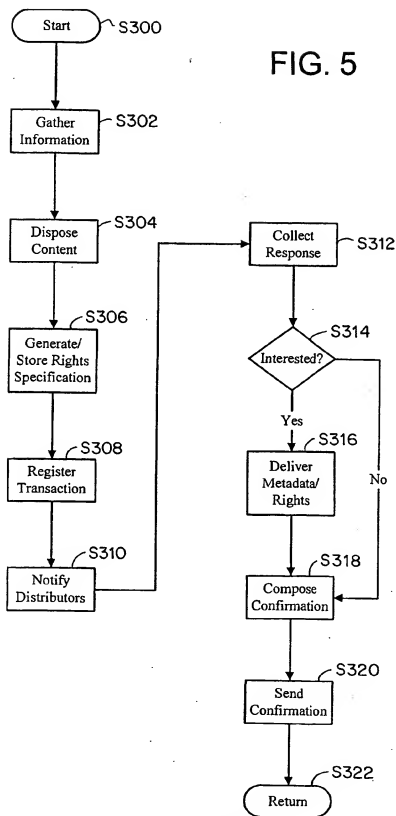 FIG. 5
Start
S300
Gather
Information
S302
Dispose
Content
S304
Generate/
Store Rights
Specification
S306
Register
Transaction
S308
Notify
Distributors
S310
Collect
Response
S312
Interested?
S314
Yes
No
Deliver
Metadata/
Rights
S316
Compose
Confirmation
S318
Send
Confirmation
S320
Return
S322